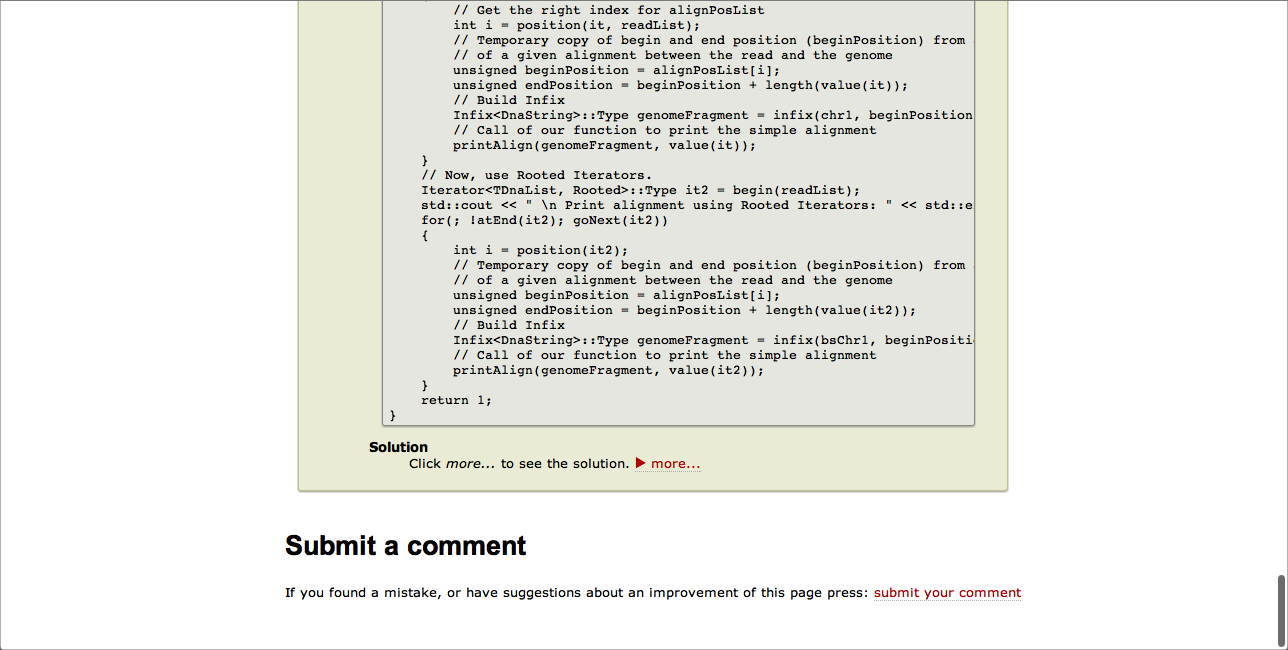 // Get the right index for alignPosList
int i = position(it, readList);
// Temporary copy of begin and end position (beginPosition) from
// of a given alignment between the read and the genome
unsigned beginPosition = alignPosList[i];
unsigned endPosition = beginPosition + length(value(it));
// Build Infix
Infix<DnaString>::Type genomeFragment = infix(chr1, beginPosition
// Call of our function to print the simple alignment
printAlign(genomeFragment, value(it));
}
// Now, use Rooted Iterators.
Iterator<TDnaList, Rooted>::Type it2 = begin(readList);
std::cout << " \n Print alignment using Rooted Iterators: " << std::e
for(; !atEnd(it2); goNext(it2))
{
int i = position(it2);
// Temporary copy of begin and end position (beginPosition) from
// of a given alignment between the read and the genome
unsigned beginPosition = alignPosList[i];
unsigned endPosition = beginPosition + length(value(it2));
// Build Infix
Infix<DnaString>::Type genomeFragment = infix(bsChr1, beginPositi
// Call of our function to print the simple alignment
printAlign(genomeFragment, value(it2));
}
return 1;
}
Solution
Click more... to see the solution. ▶ more...
Submit a comment
If you found a mistake, or have suggestions about an improvement of this page press: submit your comment